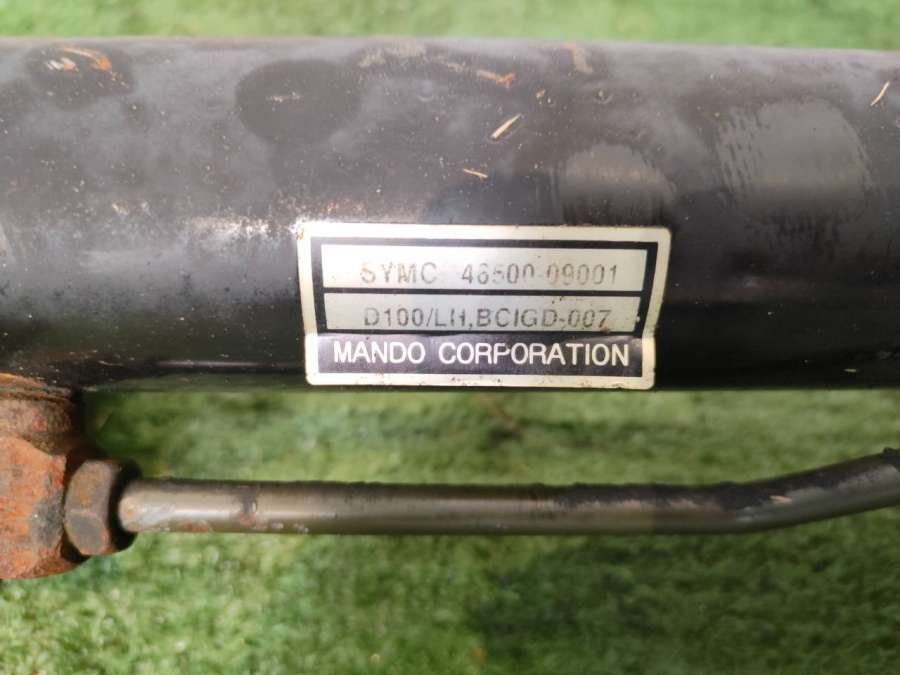 SYMC 46500-09001
D100/LH,BCIGD-007
MANDO CORPORATION